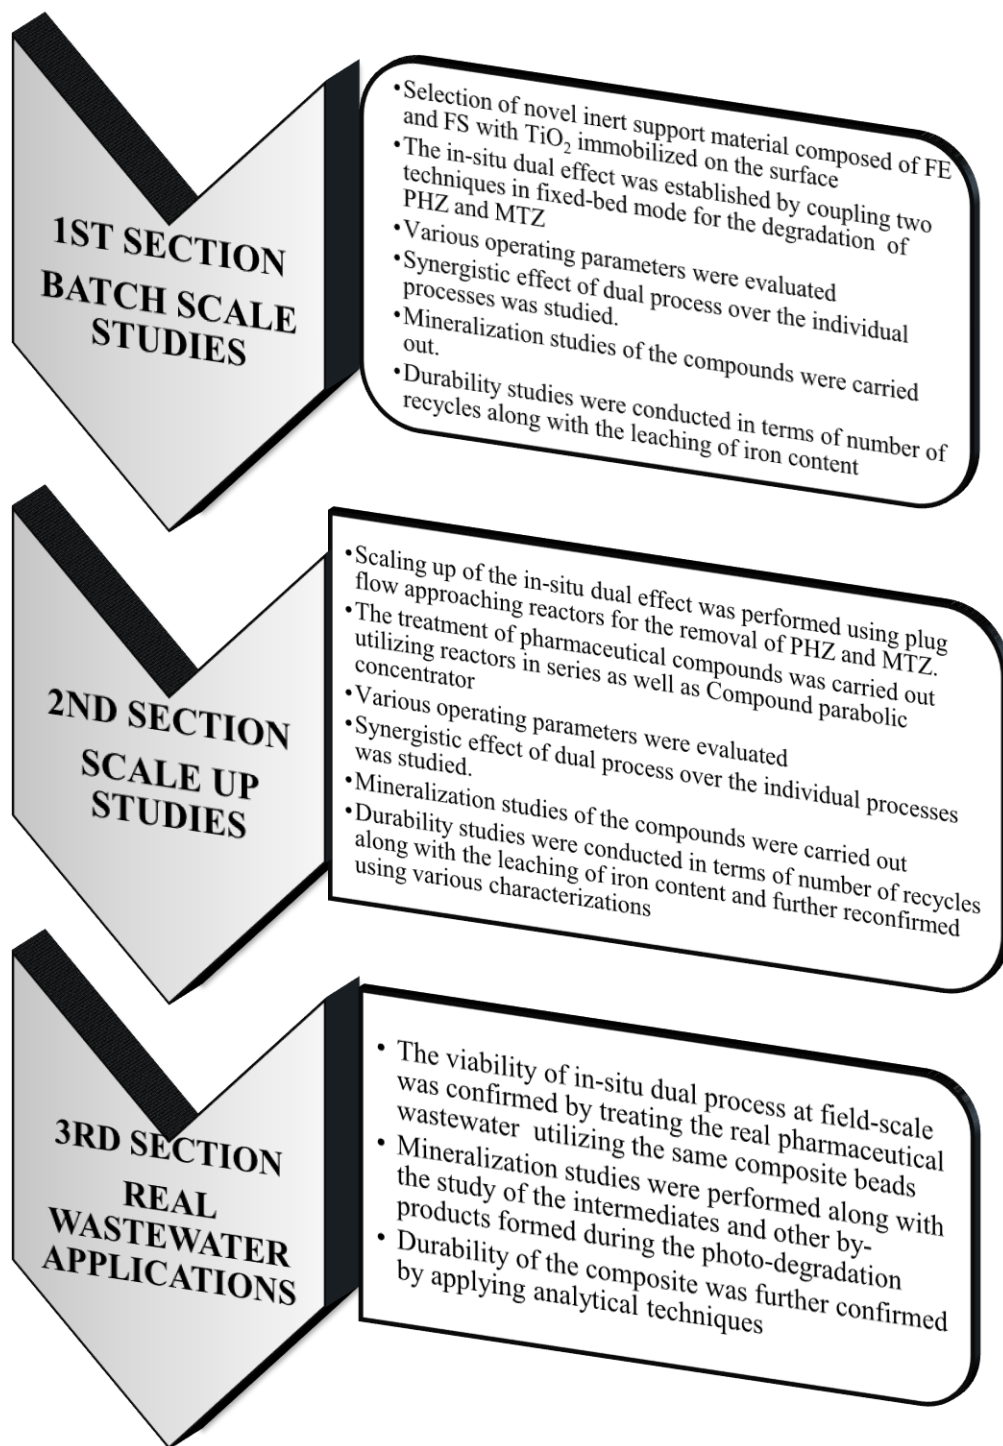 1ST SECTION
BATCH SCALE
STUDIES
•Selection of novel inert support material composed of FE
and FS with TiO₂ immobilized on the surface
•The in-situ dual effect was established by coupling two
techniques in fixed-bed mode for the degradation of
PHZ and MTZ
•Various operating parameters were evaluated
•Synergistic effect of dual process over the individual
processes was studied.
•Mineralization studies of the compounds were carried
out.
•Durability studies were conducted in terms of number of
recycles along with the leaching of iron content
2ND SECTION
SCALE UP
STUDIES
•Scaling up of the in-situ dual effect was performed using plug
flow approaching reactors for the removal of PHZ and MTZ.
•The treatment of pharmaceutical compounds was carried out
utilizing reactors in series as well as Compound parabolic
concentrator
•Various operating parameters were evaluated
•Synergistic effect of dual process over the individual processes
was studied.
•Mineralization studies of the compounds were carried out
•Durability studies were conducted in terms of number of recycles
along with the leaching of iron content and further reconfirmed
using various characterizations
3RD SECTION
REAL
WASTEWATER
APPLICATIONS
• The viability of in-situ dual process at field-scale
was confirmed by treating the real pharmaceutical
wastewater utilizing the same composite beads
• Mineralization studies were performed along with
the study of the intermediates and other by-
products formed during the photo-degradation
• Durability of the composite was further confirmed
by applying analytical techniques